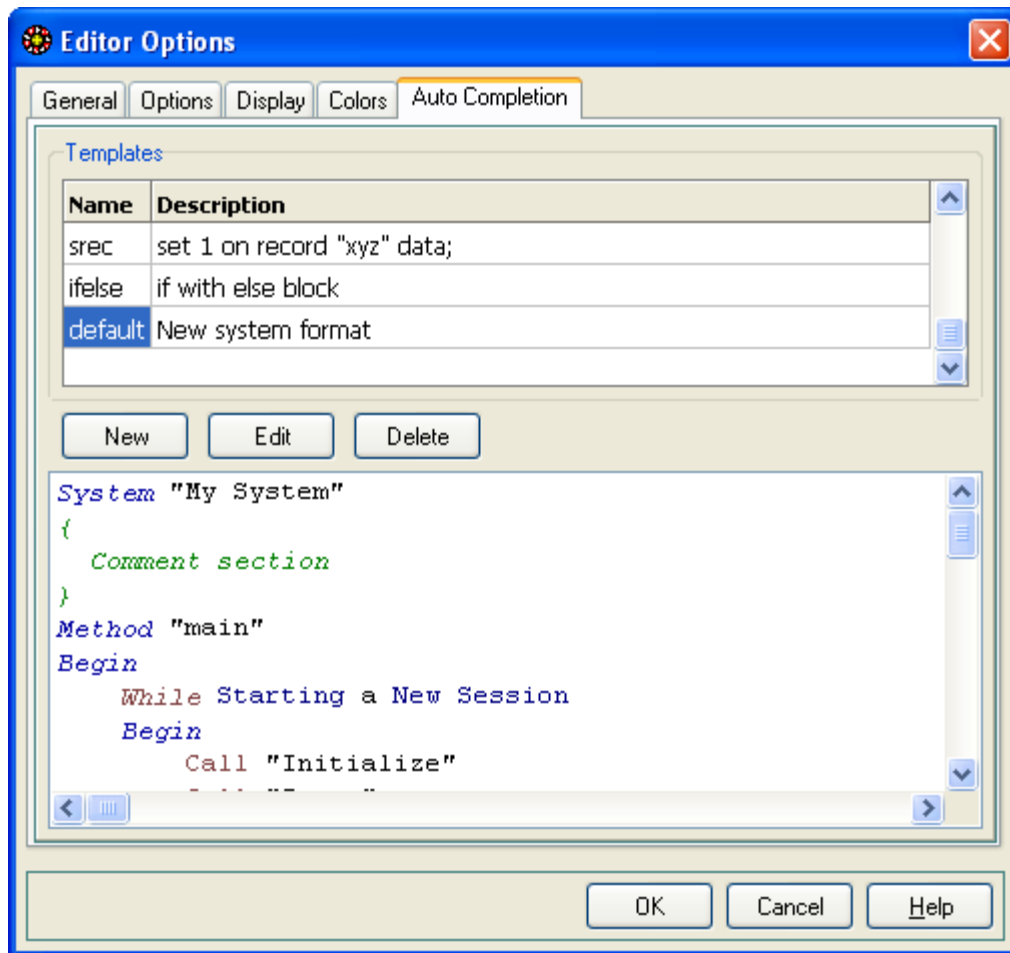 Editor Options
General Options Display Colors Auto Completion
Templates
Name Description
srec set 1 on record "xyz" data;
ifelse if with else block
default New system format
New Edit Delete
System "My System"
{
Comment section
}
Method "main"
Begin
While Starting a New Session
Begin
Call "Initialize"
OK Cancel Help